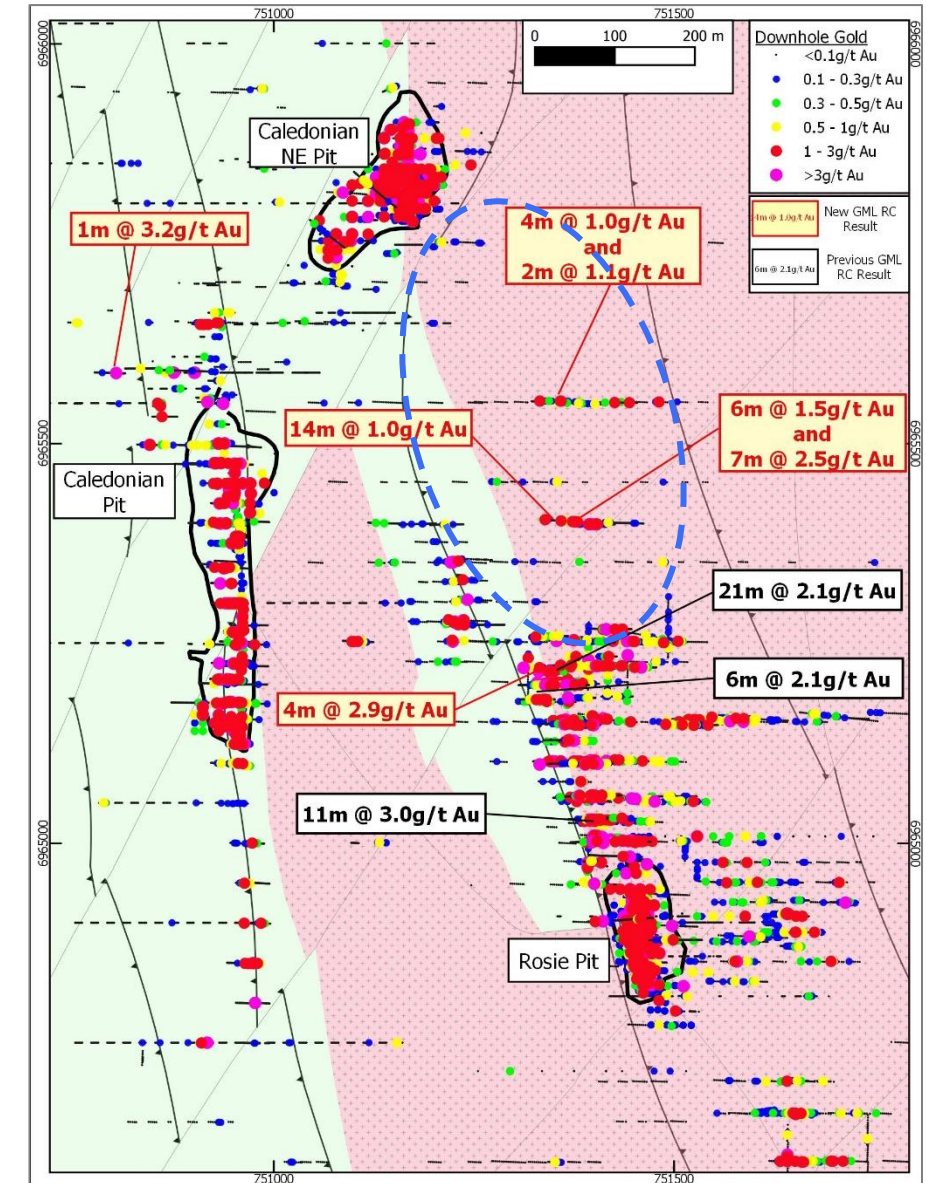 751000
751500
6966000
6966000
0 100 200 m
Downhole Gold
<0.1g/t Au
0.1 - 0.3g/t Au
0.3 - 0.5g/t Au
0.5 - 1g/t Au
1 - 3g/t Au
>3g/t Au
4m @ 1.0g/t Au
New GML RC
Result
6m @ 2.1g/t Au
Previous GML
RC Result
Caledonian
NE Pit
1m @ 3.2g/t Au
4m @ 1.0g/t Au
and
2m @ 1.1g/t Au
14m @ 1.0g/t Au
6m @ 1.5g/t Au
and
7m @ 2.5g/t Au
6965500
6965500
Caledonian
Pit
21m @ 2.1g/t Au
6m @ 2.1g/t Au
4m @ 2.9g/t Au
11m @ 3.0g/t Au
6965000
6965000
Rosie Pit
751000
751500